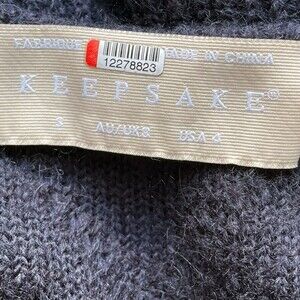 FABRIQUE MADE IN CHINA
12278823
KEEPSAKE®
S AU/UK8 USA 4